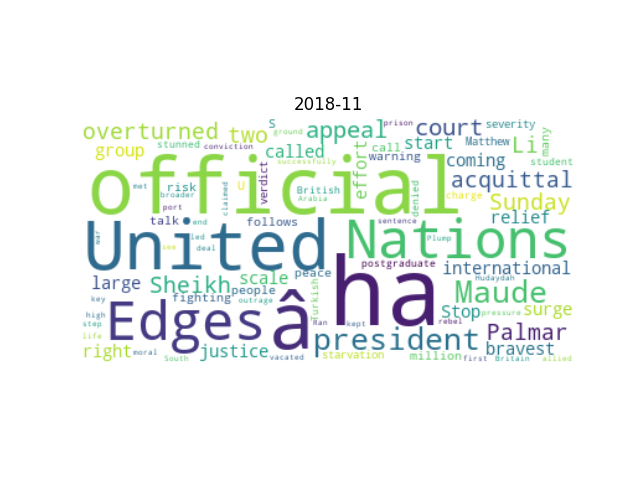 2018-11
S ground prison court severity
overturned two appeal Matthew Li many
group stunned conviction called call start
successfully effort warning coming student
official verdict
met risk U claimed British denied charge acquittal
broader Arabia Sunday
port sentence relief
talk end follows
war United Nations Plump
see led deal peace postgraduate international
ha Hudaydah
large Sheikh scale people Turkish Maude
key fighting outrage Stop pressure surge
high Edges â Ran kept rebel Palmar
step president
life right moral justice starvation million bravest
South vacated first Britain allied